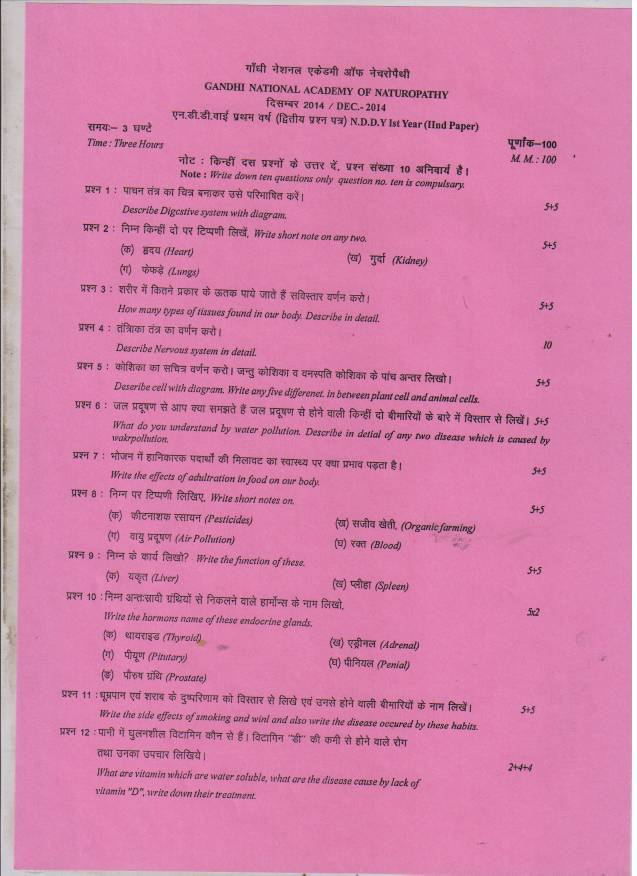 गाँधी नेशनल एकेडमी ऑफ नेचरोपैथी
GANDHI NATIONAL ACADEMY OF NATUROPATHY
दिसम्बर 2014 / DEC.- 2014
एन.डी.डी.वाई प्रथम वर्ष (द्वितीय प्रश्न पत्र) N.D.D.Y Ist Year (IInd Paper)
समयः– 3 घण्टे पूर्णांक–100
Time : Three Hours M. M. : 100
नोट : किन्हीं दस प्रश्नों के उत्तर दें, प्रश्न संख्या 10 अनिवार्य है।
Note : Write down ten questions only question no. ten is compulsary.
प्रश्न 1 : पाचन तंत्र का चित्र बनाकर उसे परिभाषित करें। 5+5
Describe Digcstive system with diagram.
प्रश्न 2 : निम्न किन्हीं दो पर टिप्पणी लिखें, Write short note on any two. 5+5
(क) हृदय (Heart) (ख) गुर्दा (Kidney)
(ग) फेफड़े (Lungs)
प्रश्न 3 : शरीर में कितने प्रकार के ऊतक पाये जाते हैं सविस्तार वर्णन करो। 5+5
How many types of tissues found in our body. Describe in detail.
प्रश्न 4 : तंत्रिाका तंत्र का वर्णन करो। 10
Describe Nervous system in detail.
प्रश्न 5 : कोशिका का सचित्र वर्णन करो। जन्तु कोशिका व वनस्पति कोशिका के पांच अन्तर लिखो। 5+5
Describe cell with diagram. Write any five differenet. in between plant cell and animal cells.
प्रश्न 6 : जल प्रदूषण से आप क्या समझते हैं जल प्रदूषण से होने वाली किन्हीं दो बीमारियों के बारे में विस्तार से लिखें। 5+5
What do you understand by water pollution. Describe in detial of any two disease which is caused by
wakrpollution.
प्रश्न 7 : भोजन में हानिकारक पदार्थो की मिलावट का स्वास्थ्य पर क्या प्रभाव पड़ता है। 5+5
Write the effects of adultration in food on our body.
प्रश्न 8 : निम्न पर टिप्पणी लिखिए, Write short notes on. 5+5
(क) कीटनाशक रसायन (Pesticides) (ख) सजीव खेती, (Organic farming)
(ग) वायु प्रदूषण (Air Pollution) (घ) रक्त (Blood)
प्रश्न 9 : निम्न के कार्य लिखो? Write the function of these. 5+5
(क) यकृत (Liver) (ख) प्लीहा (Spleen)
प्रश्न 10 : निम्न अन्तःस्रावी ग्रंथियों से निकलने वाले हार्मोन्स के नाम लिखो, 5x2
Write the hormons name of these endocrine glands.
(क) थायराइड (Thyroid) (ख) एड्रीनल (Adrenal)
(ग) पीयूण (Pitutary) (घ) पीनियल (Penial)
(ङ) पौरुष ग्रंथि (Prostate)
प्रश्न 11 : धूम्रपान एवं शराब के दुष्परिणाम को विस्तार से लिखे एवं उनसे होने वाली बीमारियों के नाम लिखें। 5+5
Write the side effects of smoking and winl and also write the disease occured by these habits.
प्रश्न 12 : पानी में घुलनशील विटामिन कौन से हैं। विटामिन "डी" की कमी से होने वाले रोग
तथा उनका उपचार लिखिये। 2+4+4
What are vitamin which are water soluble, what are the disease cause by lack of
vitamin "D", write down their treatment.